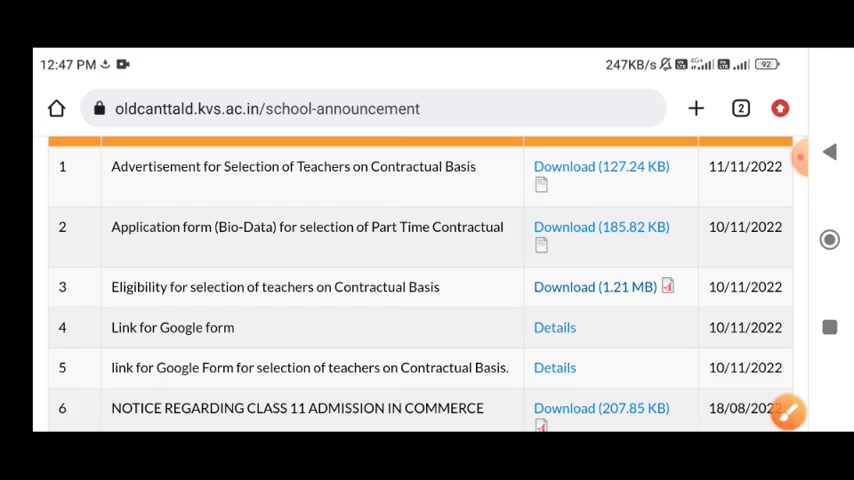 12:47 PM 247KB/s 4G+ 92
oldcanttald.kvs.ac.in/school-announcement 2
1 Advertisement for Selection of Teachers on Contractual Basis Download (127.24 KB) 11/11/2022
2 Application form (Bio-Data) for selection of Part Time Contractual Download (185.82 KB) 10/11/2022
3 Eligibility for selection of teachers on Contractual Basis Download (1.21 MB) 10/11/2022
4 Link for Google form Details 10/11/2022
5 link for Google Form for selection of teachers on Contractual Basis. Details 10/11/2022
6 NOTICE REGARDING CLASS 11 ADMISSION IN COMMERCE Download (207.85 KB) 18/08/2022